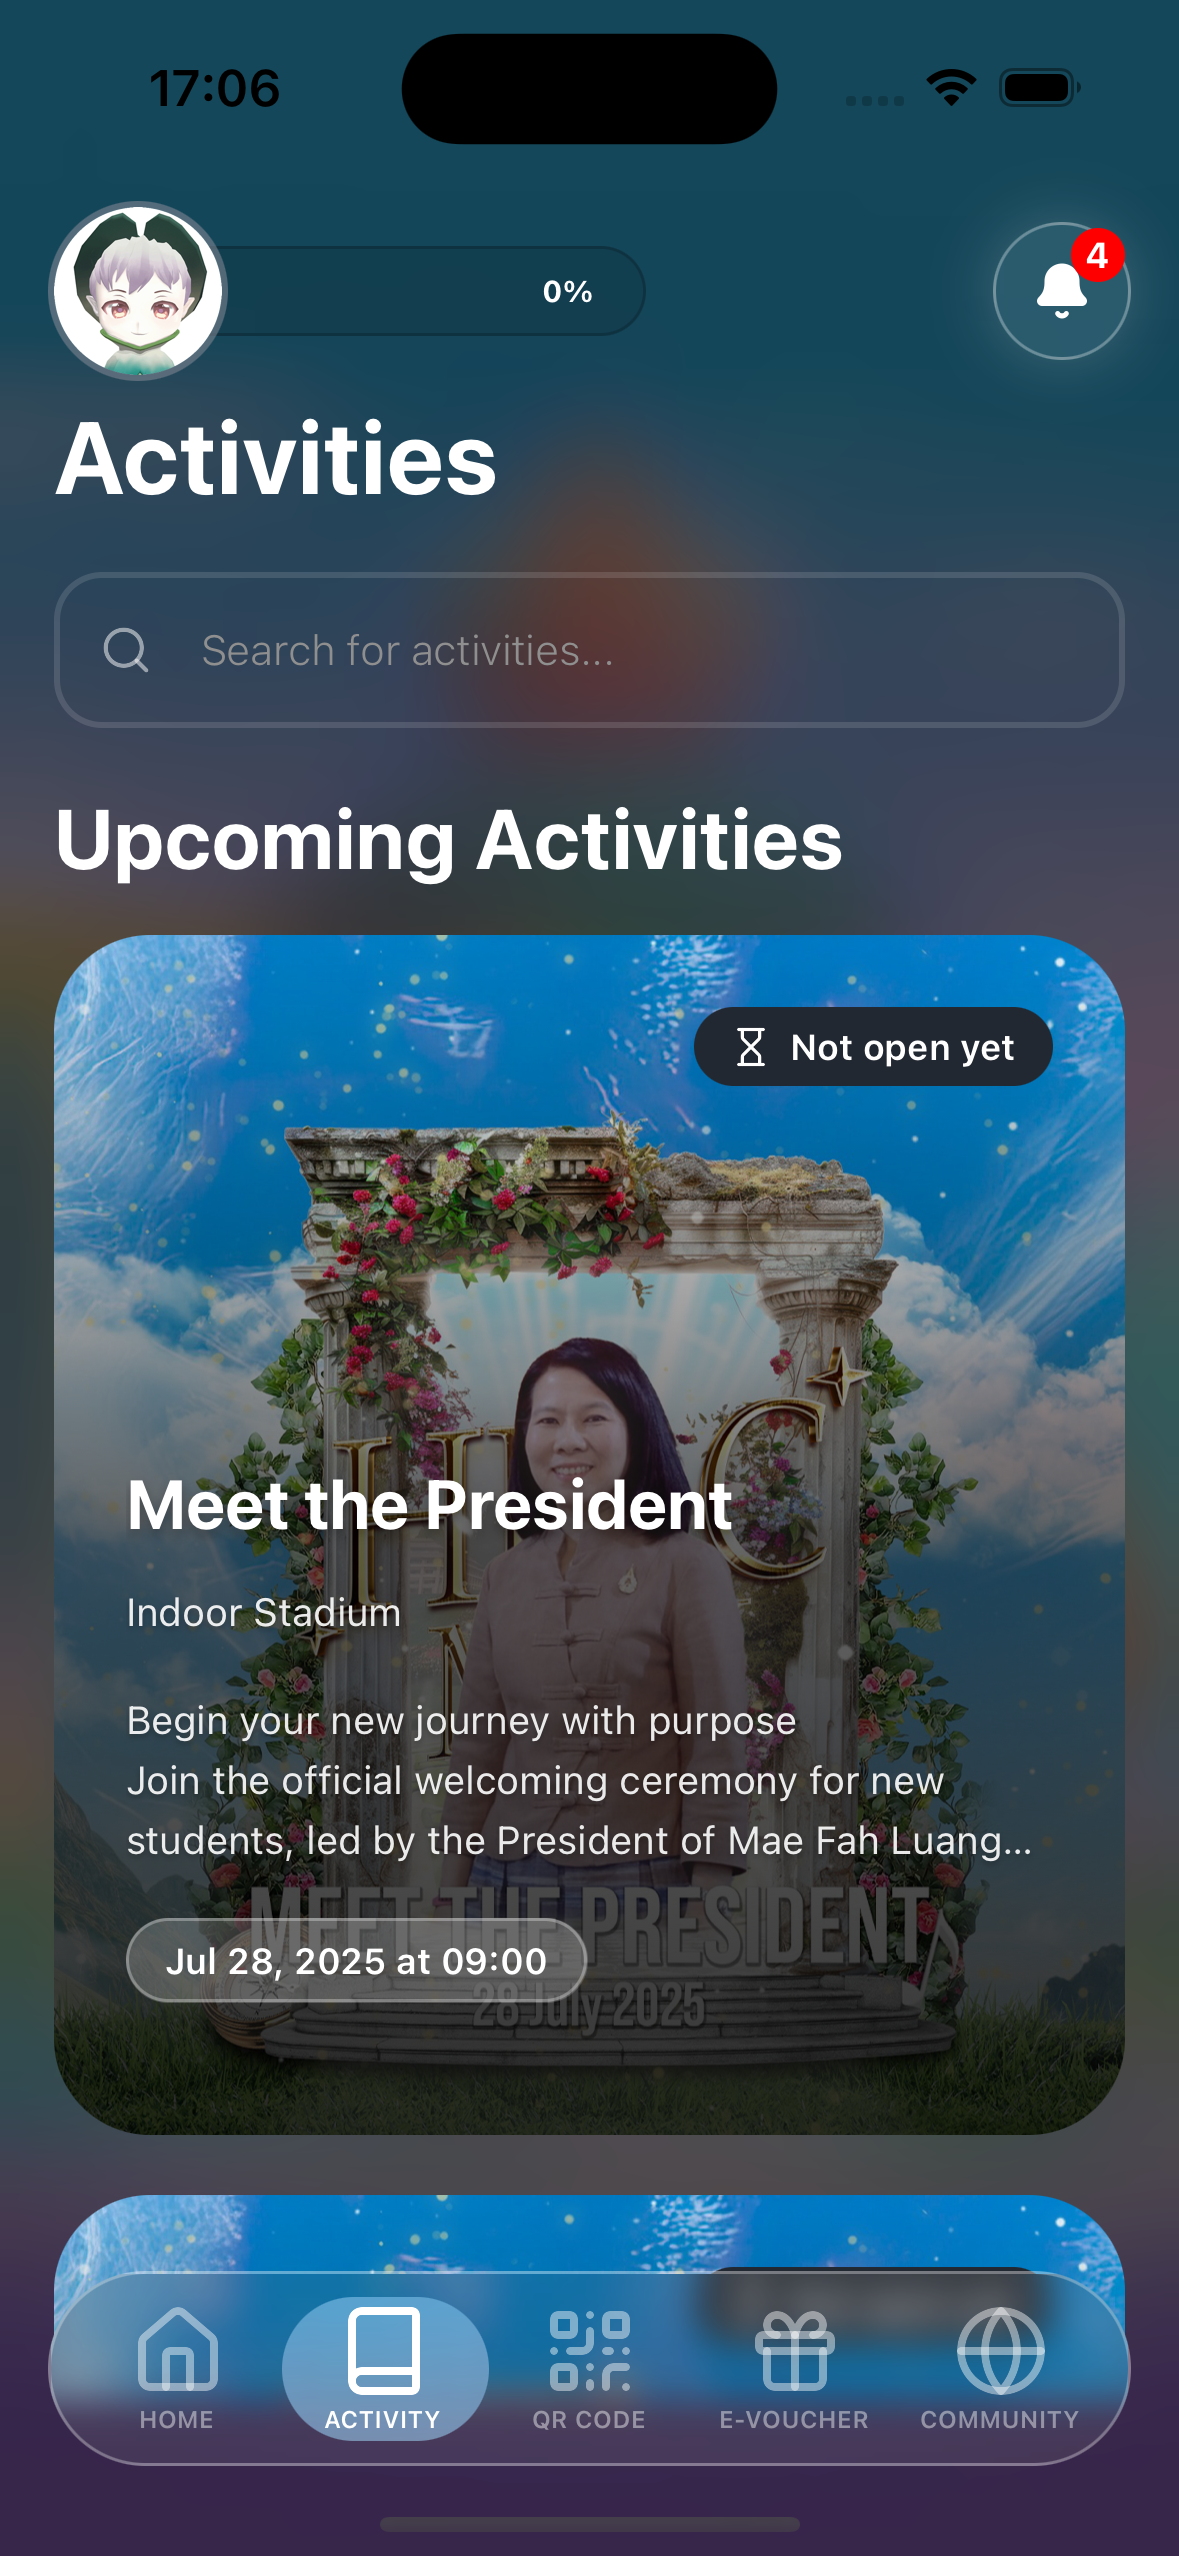 17:06
0%
4
Activities
Search for activities...
Upcoming Activities
Not open yet
Meet the President
Indoor Stadium
Begin your new journey with purpose
Join the official welcoming ceremony for new
students, led by the President of Mae Fah Luang...
MEET THE PRESIDENT
Jul 28, 2025 at 09:00
28 July 2025
HOME
ACTIVITY
QR CODE
E-VOUCHER
COMMUNITY